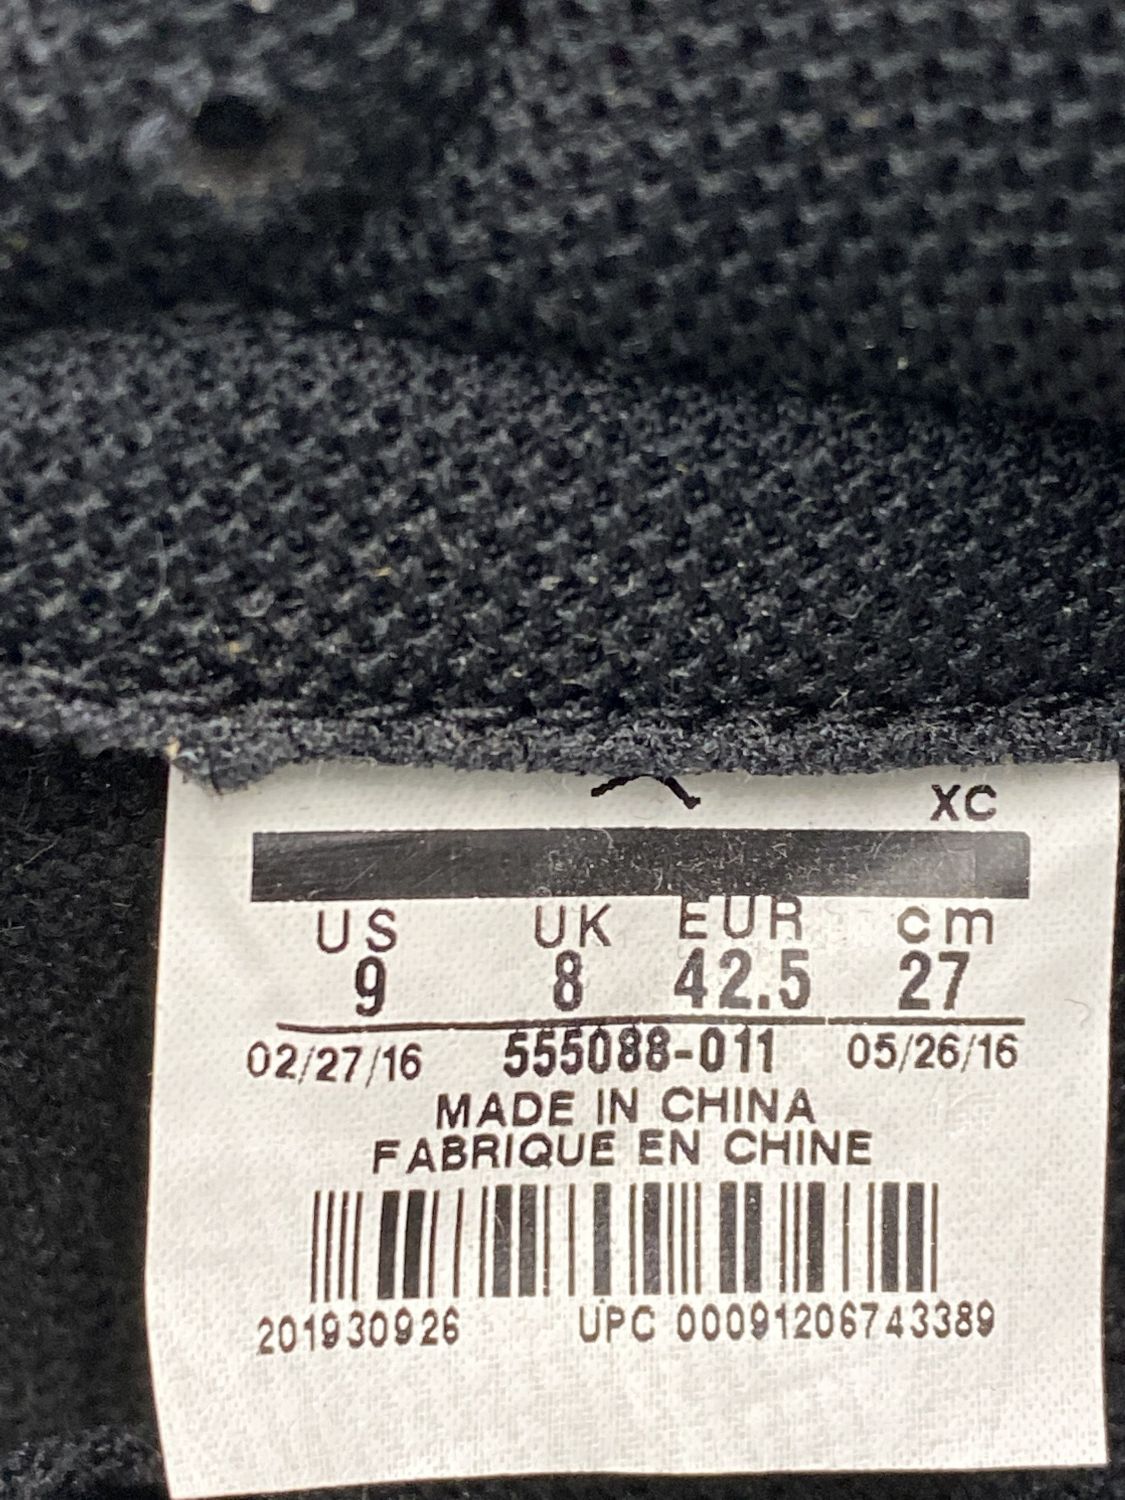 XC
US UK EUR cm
9 8 42.5 27
02/27/16 555088-011 05/26/16
MADE IN CHINA
FABRIQUE EN CHINE
201930926 UPC 00091206743389